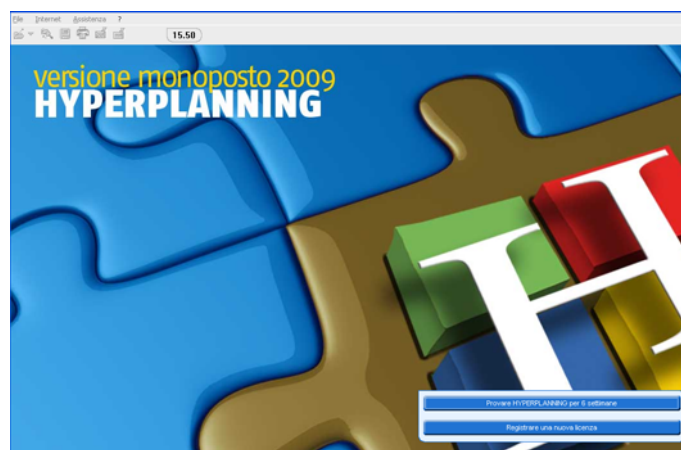 File Internet Assistenza ?
15.50
versione monoposto 2009
HYPERPLANNING
H
Provare HYPERPLANNING per 6 settimane
Registrare una nuova licenza